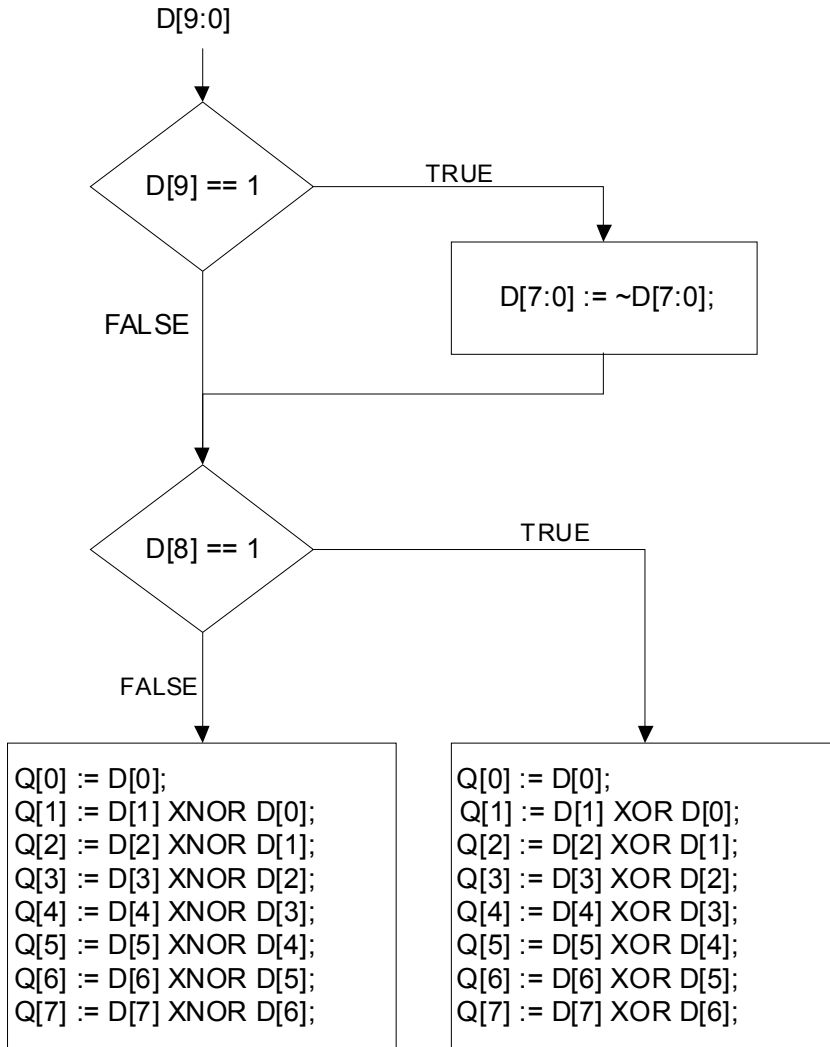 D[9:0]
D[9] == 1
TRUE
D[7:0] := ~D[7:0];
FALSE
D[8] == 1
TRUE
FALSE
Q[0] := D[0];
Q[1] := D[1] XNOR D[0];
Q[2] := D[2] XNOR D[1];
Q[3] := D[3] XNOR D[2];
Q[4] := D[4] XNOR D[3];
Q[5] := D[5] XNOR D[4];
Q[6] := D[6] XNOR D[5];
Q[7] := D[7] XNOR D[6];
Q[0] := D[0];
Q[1] := D[1] XOR D[0];
Q[2] := D[2] XOR D[1];
Q[3] := D[3] XOR D[2];
Q[4] := D[4] XOR D[3];
Q[5] := D[5] XOR D[4];
Q[6] := D[6] XOR D[5];
Q[7] := D[7] XOR D[6];